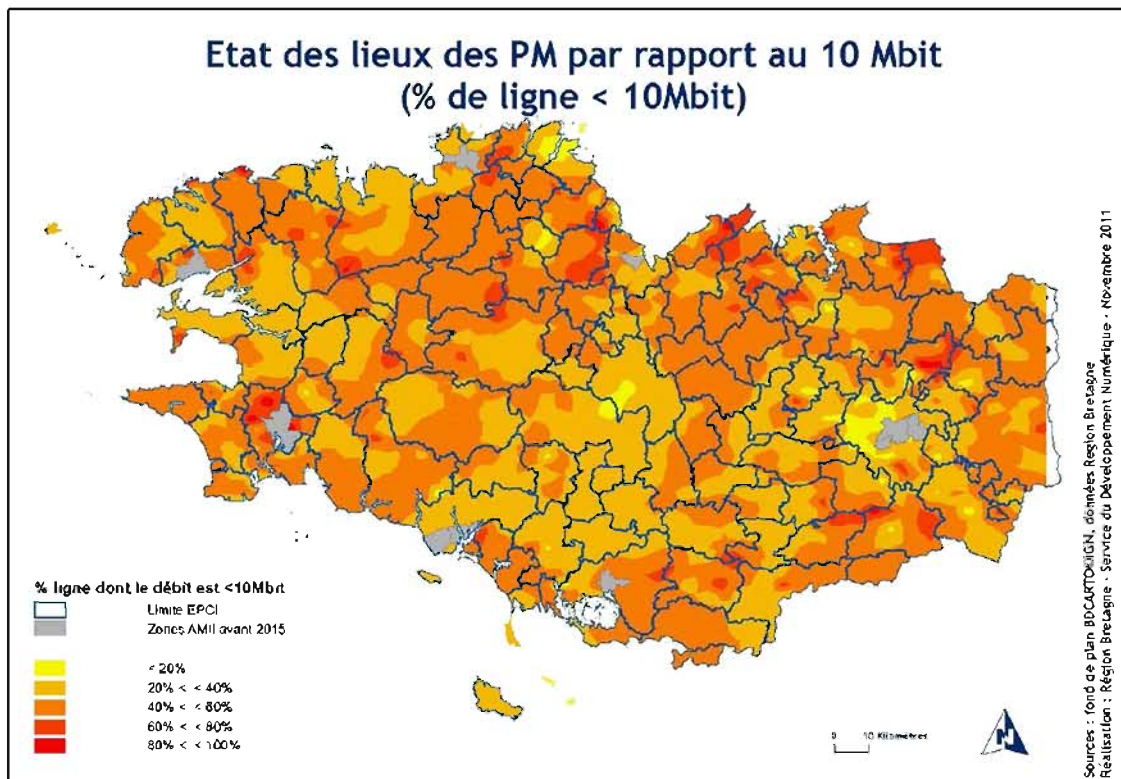 Etat des lieux des PM par rapport au 10 Mbit
(% de ligne < 10Mbit)
% ligne dont le débit est <10Mbit
Limite EPCI
Zones AMII avant 2015
< 20%
20% < < 40%
40% < < 60%
60% < < 80%
80% < < 100%
0 10 Kilomètres
N
Sources : fond de plan BDCARTO©IGN, données Region Bretagne
Réalisation : Région Bretagne - Service du Développement Numérique - Novembre 2011